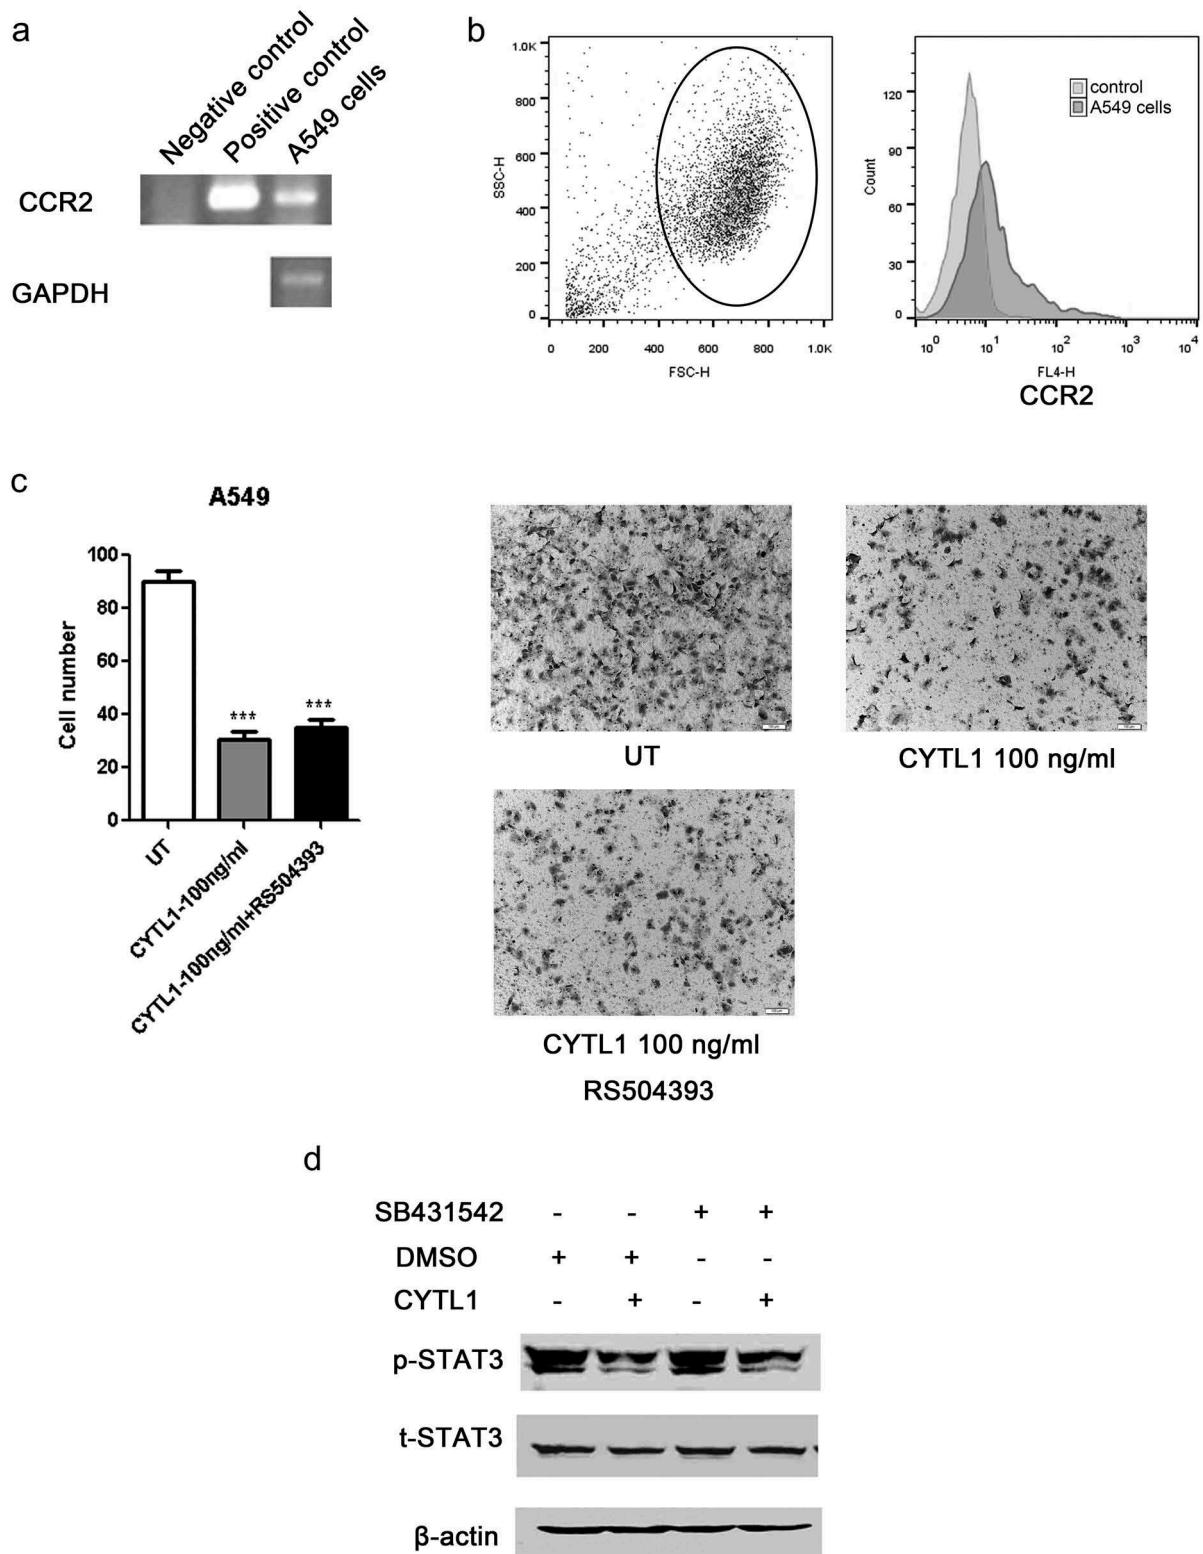 a
Negative control
Positive control
A549 cells
CCR2
GAPDH
b
1.0K
800
600
400
200
0
SSC-H
0 200 400 600 800 1.0K
FSC-H
120
90
60
30
0
Count
control
A549 cells
10^0 10^1 10^2 10^3 10^4
FL4-H
CCR2
c
A549
100
80
60
40
20
0
Cell number
*** ***
UT
CYTL1-100ng/ml
CYTL1-100ng/ml+RS504393
UT
CYTL1 100 ng/ml
CYTL1 100 ng/ml
RS504393
d
SB431542 - - + +
DMSO + + - -
CYTL1 - + - +
p-STAT3
t-STAT3
β-actin